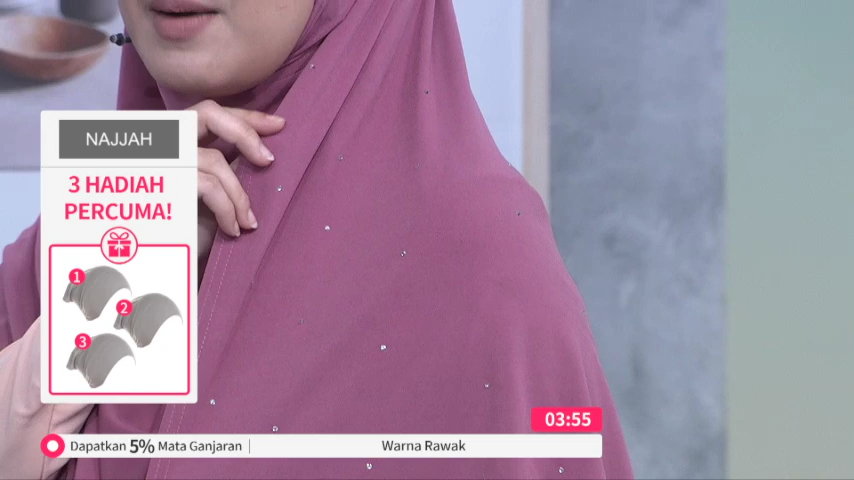 NAJJAH
3 HADIAH
PERCUMA!
1
2
3
03:55
Dapatkan 5% Mata Ganjaran
Warna Rawak